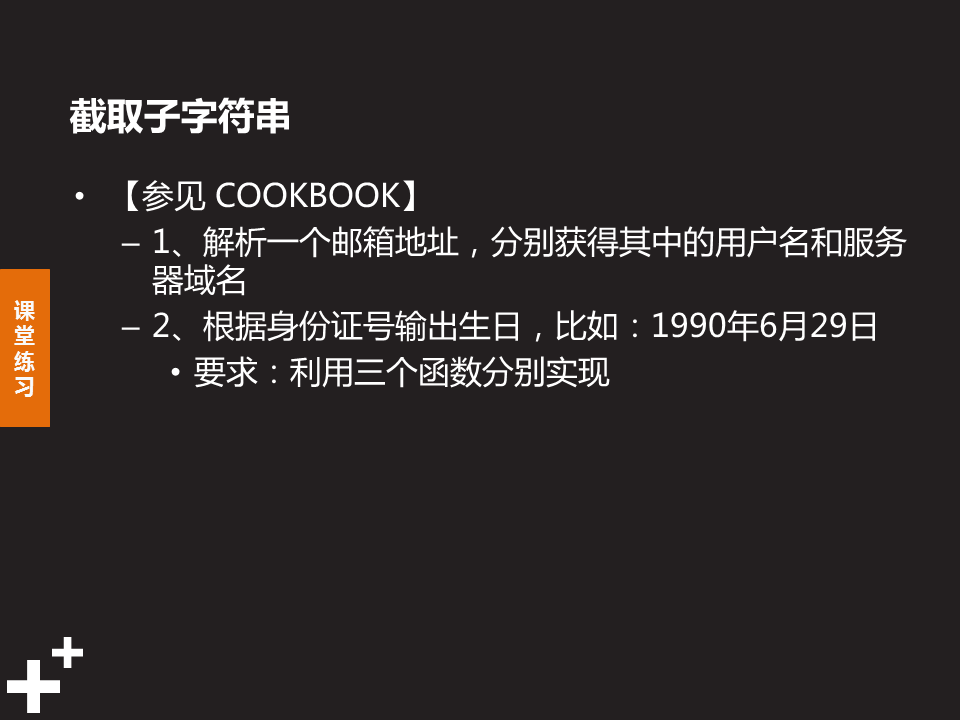 截取子字符串
• 【参见 COOKBOOK】
– 1、解析一个邮箱地址，分别获得其中的用户名和服务
器域名
– 2、根据身份证号输出生日，比如：1990年6月29日
• 要求：利用三个函数分别实现
课
堂
练
习